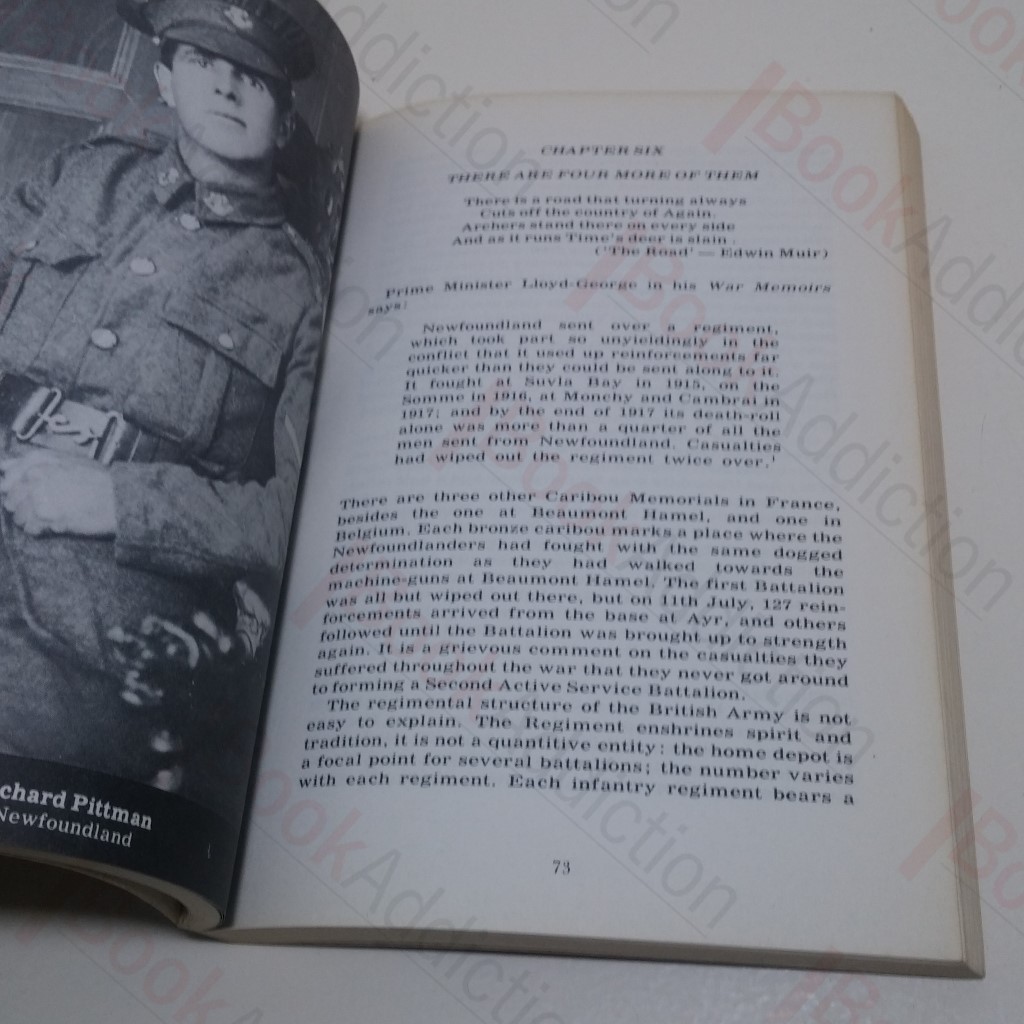 chard Pittman
Newfoundland
CHAPTER SIX
THERE ARE FOUR MORE OF THEM
There is a road that turning always
Cuts off the country of Again.
Archers stand there on every side
And as it runs Time's deer is slain .
('The Road' — Edwin Muir)
Prime Minister Lloyd-George in his War Memoirs
says:
Newfoundland sent over a regiment,
which took part so unyieldingly in the
conflict that it used up reinforcements far
quicker than they could be sent along to it.
It fought at Suvla Bay in 1915, on the
Somme in 1916, at Monchy and Cambrai in
1917; and by the end of 1917 its death-roll
alone was more than a quarter of all the
men sent from Newfoundland. Casualties
had wiped out the regiment twice over.¹
There are three other Caribou Memorials in France,
besides the one at Beaumont Hamel, and one in
Belgium. Each bronze caribou marks a place where the
Newfoundlanders had fought with the same dogged
determination as they had walked towards the
machine-guns at Beaumont Hamel. The first Battalion
was all but wiped out there, but on 11th July, 127 rein-
forcements arrived from the base at Ayr, and others
followed until the Battalion was brought up to strength
again. It is a grievous comment on the casualties they
suffered throughout the war that they never got around
to forming a Second Active Service Battalion.
The regimental structure of the British Army is not
easy to explain. The Regiment enshrines spirit and
tradition, it is not a quantitive entity: the home depot is
a focal point for several battalions; the number varies
with each regiment. Each infantry regiment bears a
73
BookAddiction